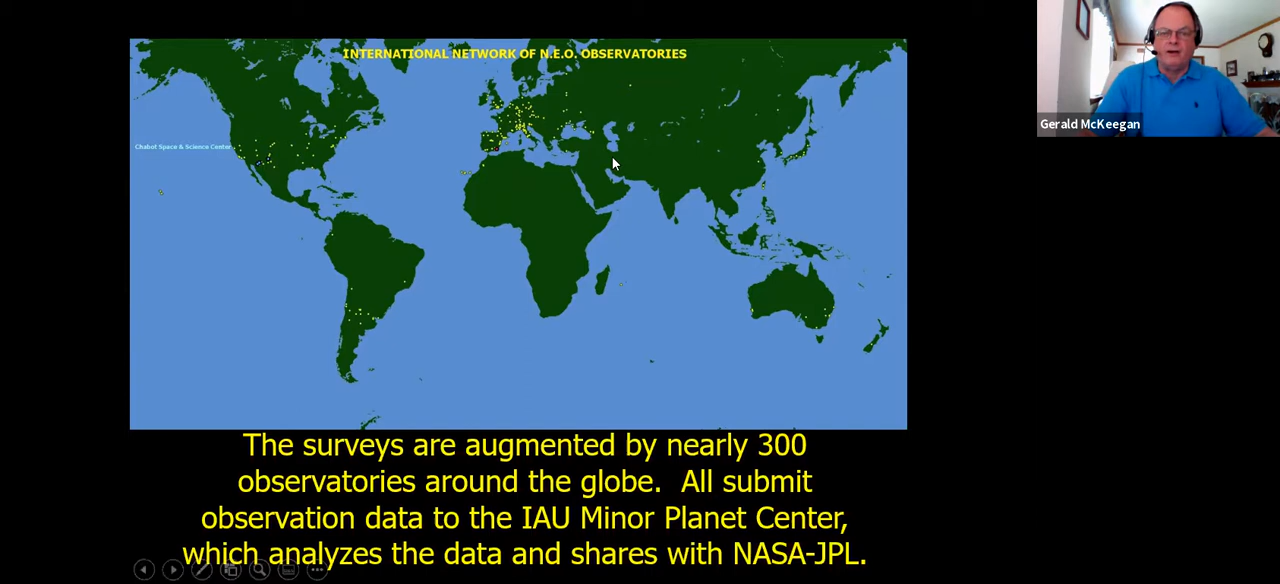 INTERNATIONAL NETWORK OF N.E.O. OBSERVATORIES
Chabot Space & Science Center
Gerald McKeegan
The surveys are augmented by nearly 300
observatories around the globe.  All submit
observation data to the IAU Minor Planet Center,
which analyzes the data and shares with NASA-JPL.